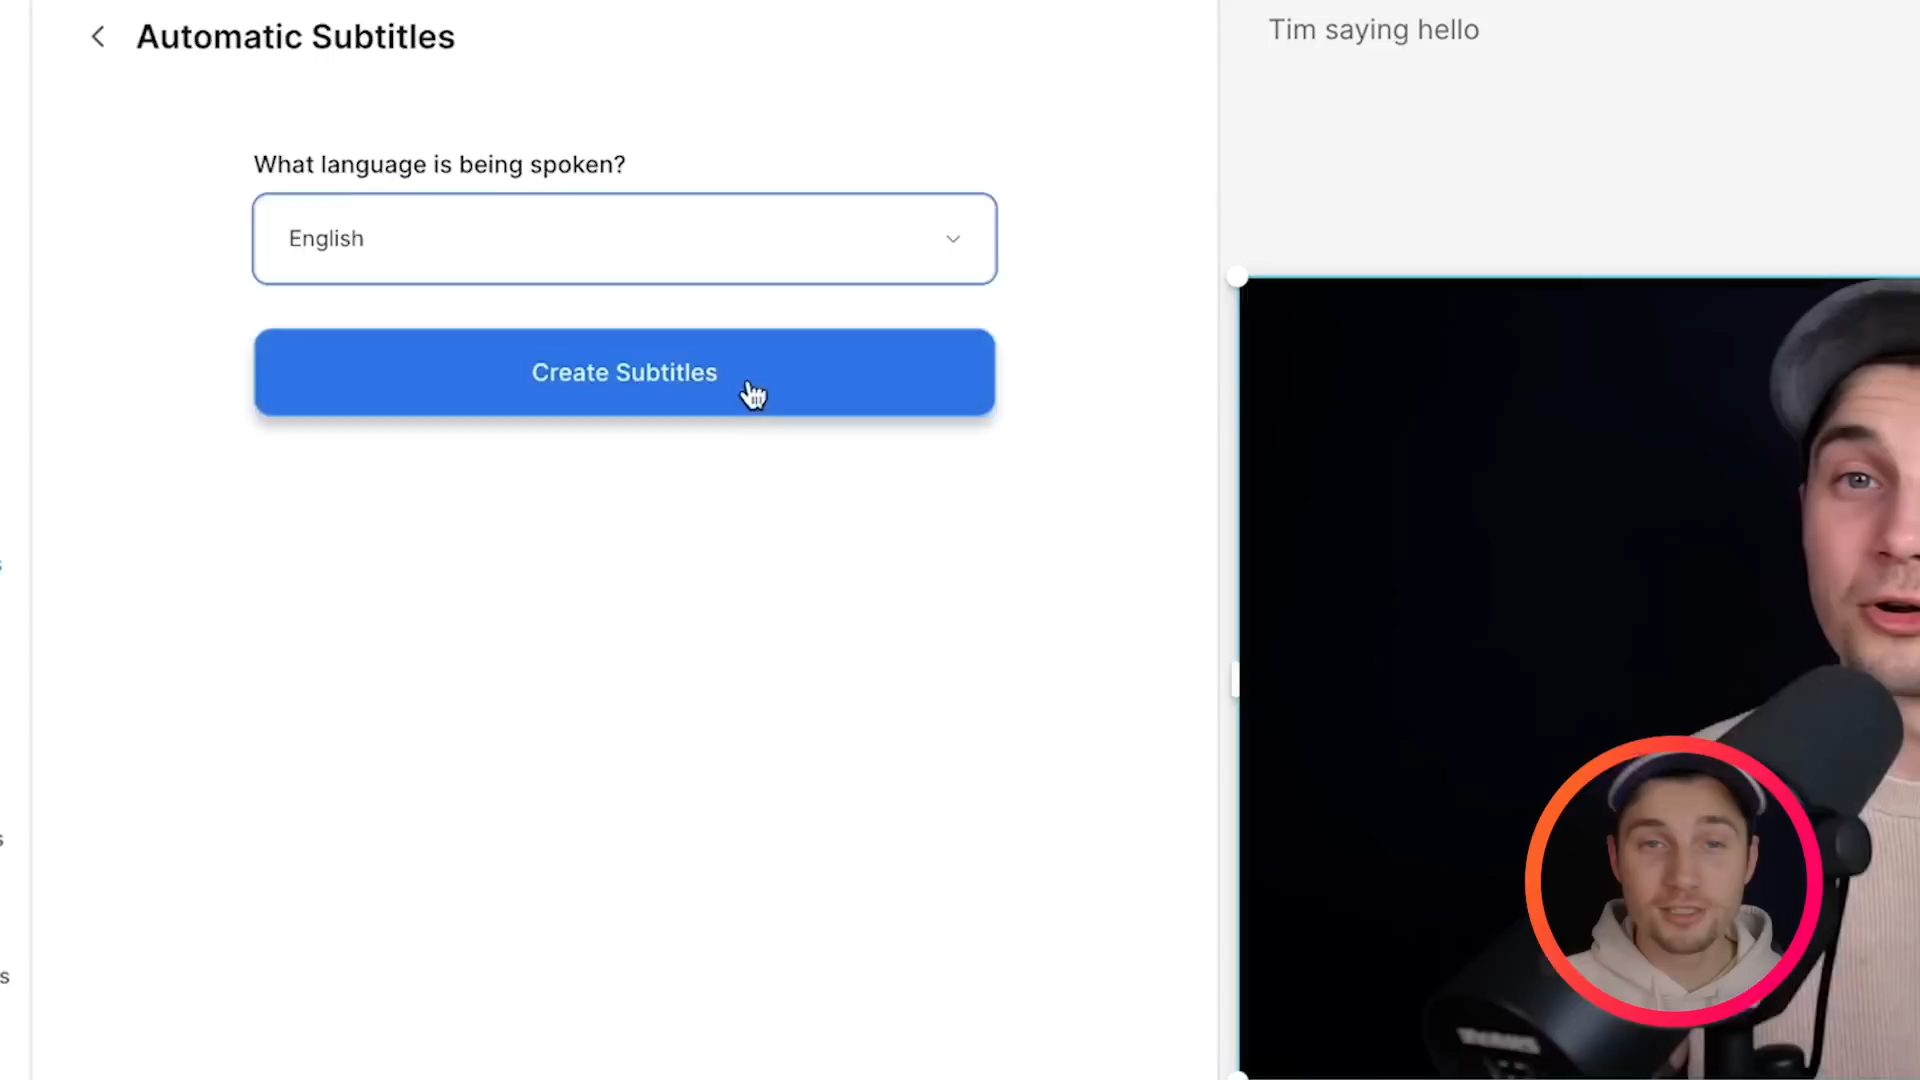 Automatic Subtitles
Tim saying hello
What language is being spoken?
English
Create Subtitles